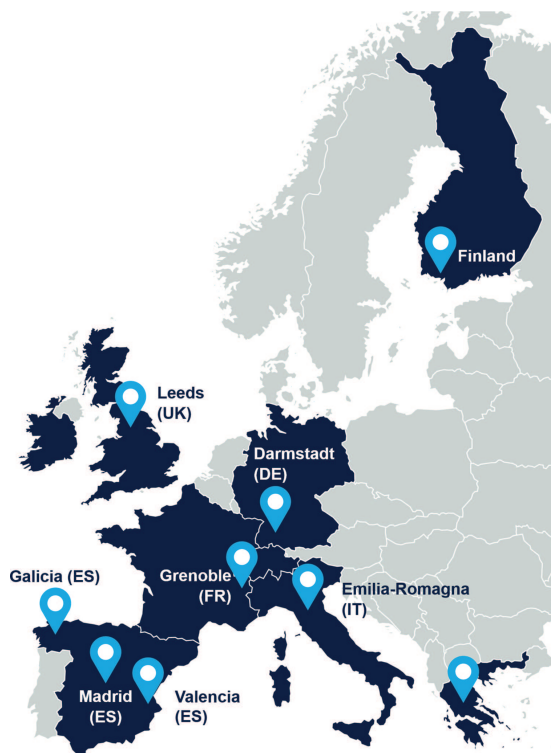 Finland
Leeds
(UK)
Darmstadt
(DE)
Grenoble
(FR)
Galicia (ES)
Emilia-Romagna
(IT)
Madrid
(ES)
Valencia
(ES)